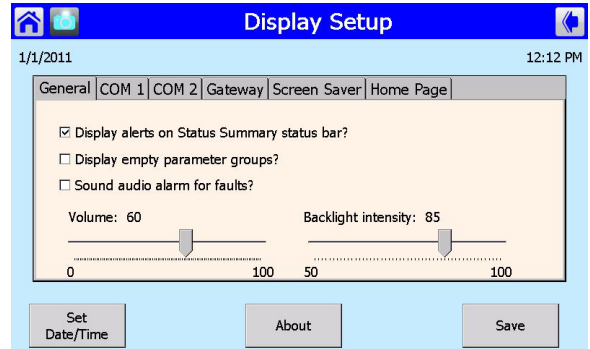 Display Setup
1/1/2011 12:12 PM
General COM 1 COM 2 Gateway Screen Saver Home Page
Display alerts on Status Summary status bar?
Display empty parameter groups?
Sound audio alarm for faults?
Volume: 60 Backlight intensity: 85
0 100 50 100
Set
Date/Time
About
Save